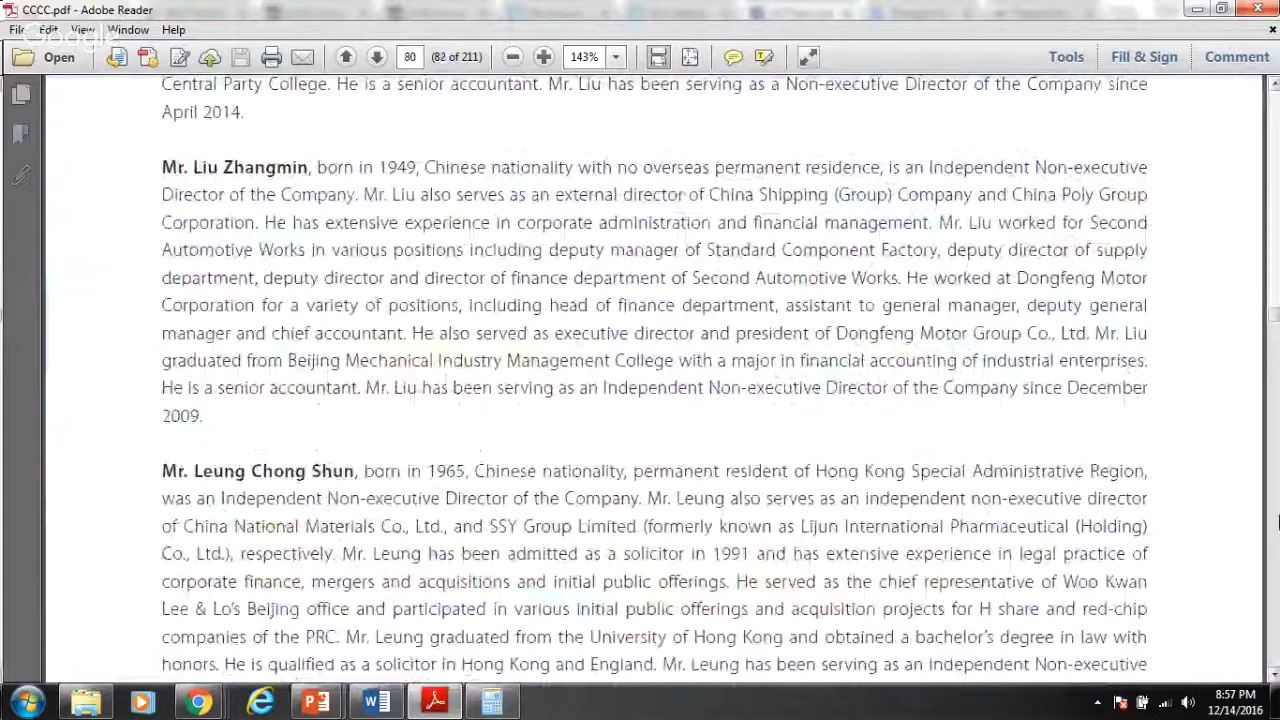 CCCC.pdf - Adobe Reader
File Edit View Window Help
Google
Open 80 (82 of 211) 143% Tools Fill & Sign Comment
Central Party College. He is a senior accountant. Mr. Liu has been serving as a Non-executive Director of the Company since
April 2014.
Mr. Liu Zhangmin, born in 1949, Chinese nationality with no overseas permanent residence, is an Independent Non-executive
Director of the Company. Mr. Liu also serves as an external director of China Shipping (Group) Company and China Poly Group
Corporation. He has extensive experience in corporate administration and financial management. Mr. Liu worked for Second
Automotive Works in various positions including deputy manager of Standard Component Factory, deputy director of supply
department, deputy director and director of finance department of Second Automotive Works. He worked at Dongfeng Motor
Corporation for a variety of positions, including head of finance department, assistant to general manager, deputy general
manager and chief accountant. He also served as executive director and president of Dongfeng Motor Group Co., Ltd. Mr. Liu
graduated from Beijing Mechanical Industry Management College with a major in financial accounting of industrial enterprises.
He is a senior accountant. Mr. Liu has been serving as an Independent Non-executive Director of the Company since December
2009.
Mr. Leung Chong Shun, born in 1965, Chinese nationality, permanent resident of Hong Kong Special Administrative Region,
was an Independent Non-executive Director of the Company. Mr. Leung also serves as an independent non-executive director
of China National Materials Co., Ltd., and SSY Group Limited (formerly known as Lijun International Pharmaceutical (Holding)
Co., Ltd.), respectively. Mr. Leung has been admitted as a solicitor in 1991 and has extensive experience in legal practice of
corporate finance, mergers and acquisitions and initial public offerings. He served as the chief representative of Woo Kwan
Lee & Lo's Beijing office and participated in various initial public offerings and acquisition projects for H share and red-chip
companies of the PRC. Mr. Leung graduated from the University of Hong Kong and obtained a bachelor's degree in law with
honors. He is qualified as a solicitor in Hong Kong and England. Mr. Leung has been serving as an Independent Non-executive
8:57 PM
12/14/2016